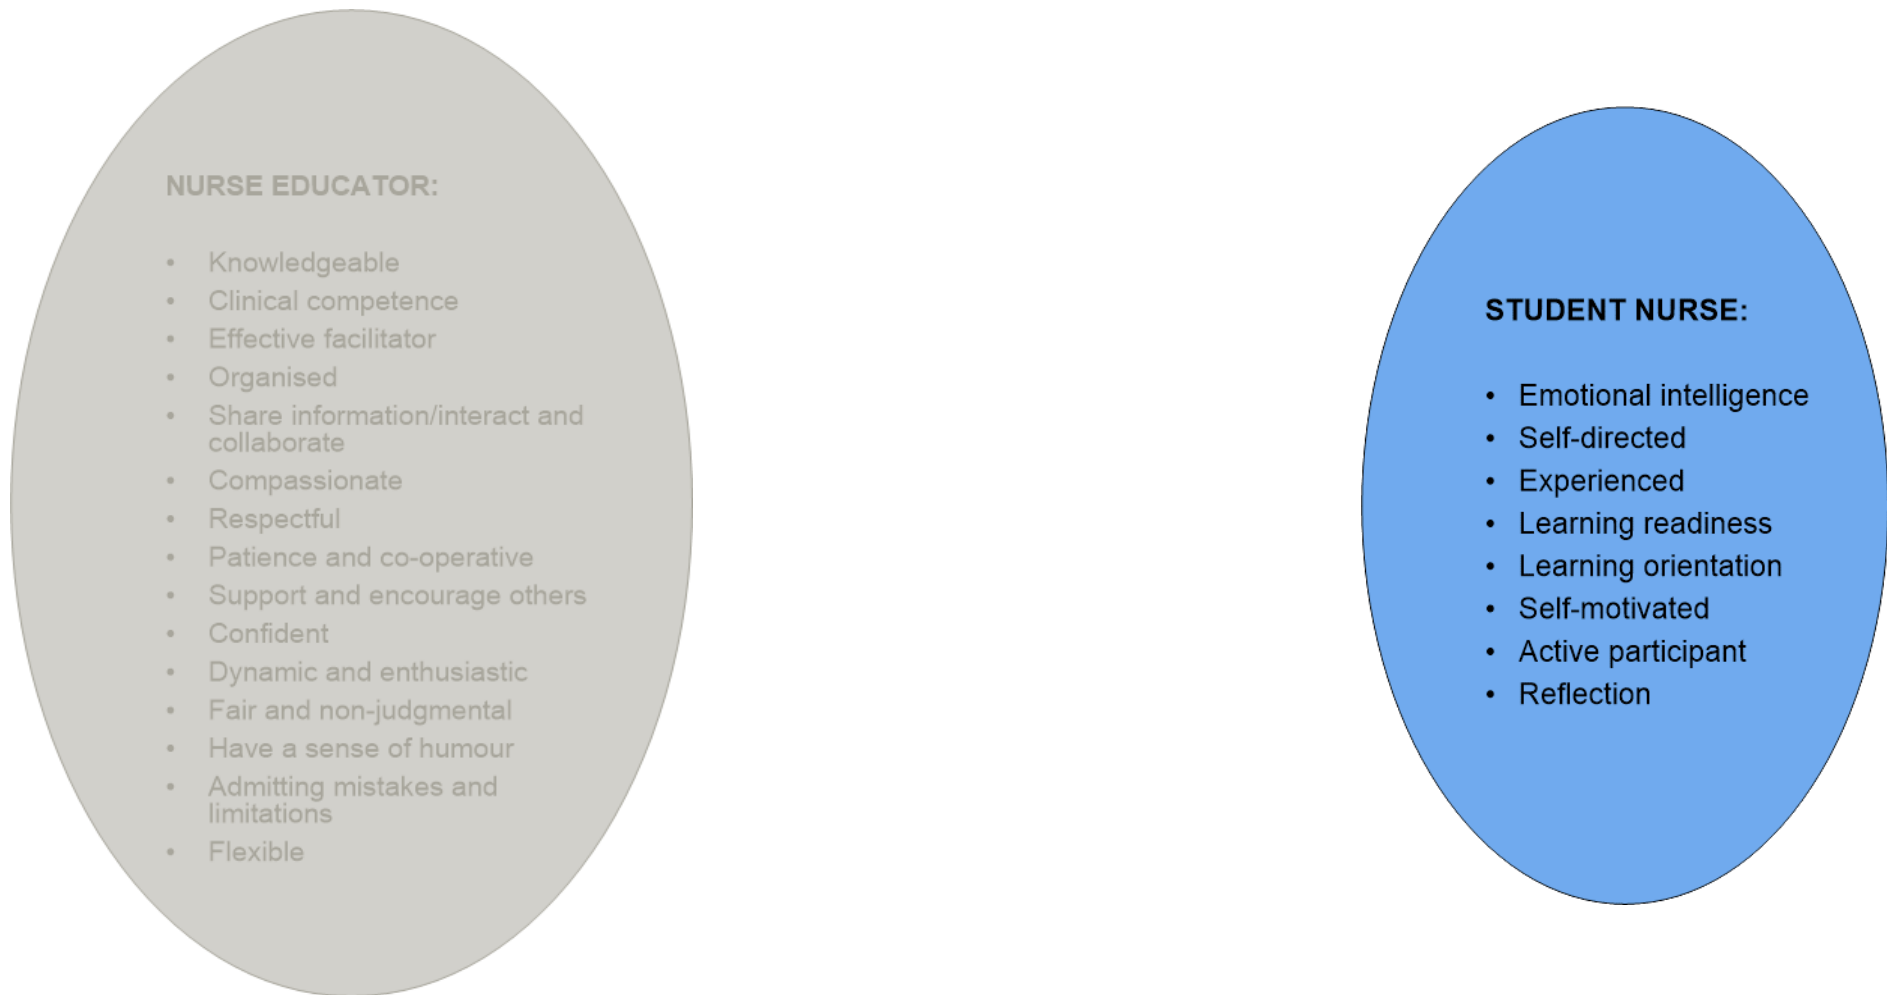 NURSE EDUCATOR:
• Knowledgeable
• Clinical competence
• Effective facilitator
• Organised
• Share information/interact and
collaborate
• Compassionate
• Respectful
• Patience and co-operative
• Support and encourage others
• Confident
• Dynamic and enthusiastic
• Fair and non-judgmental
• Have a sense of humour
• Admitting mistakes and
limitations
• Flexible
STUDENT NURSE:
• Emotional intelligence
• Self-directed
• Experienced
• Learning readiness
• Learning orientation
• Self-motivated
• Active participant
• Reflection